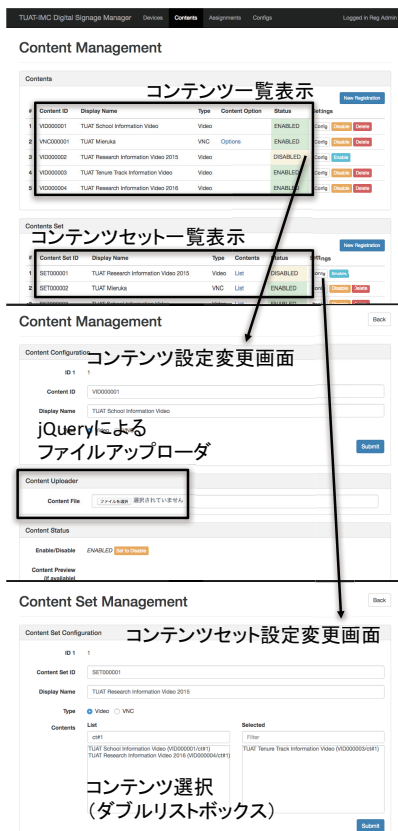 TUAT-IMC Digital Signage Manager Devices Contents Assignments Configs Logged in Reg Admin
Content Management
Contents
コンテンツ一覧表示
New Registration
# Content ID Display Name Type Content Option Status Settings
1 VID000001 TUAT School Information Video Video ENABLED Config Disable Delete
2 VNC000001 TUAT Mieruka VNC Options ENABLED Config Disable Delete
3 VID000002 TUAT Research Information Video 2015 Video DISABLED Config Enable
4 VID000003 TUAT Tenure Track Information Video Video ENABLED Config Disable Delete
5 VID000004 TUAT Research Information Video 2016 Video ENABLED Config Disable Delete
Contents Set
コンテンツセット一覧表示
New Registration
# Content Set ID Display Name Type Contents Status Settings
1 SET000001 TUAT Research Information Video 2015 Video List DISABLED Config Enable
2 SET000002 TUAT Mieruka VNC List ENABLED Config Disable Delete
Content Management Back
Content Configuration
コンテンツ設定変更画面
ID 1 1
Content ID VID000001
Display Name TUAT School Information Video
jQueryによる
ファイルアップローダ
Submit
Content Uploader
Content File ファイルを選択 選択されていません
Content Status
Enable/Disable ENABLED Set to Disable
Content Preview
(if available)
Content Set Management Back
Content Set Configuration
コンテンツセット設定変更画面
ID 1 1
Content Set ID SET000001
Display Name TUAT Research Information Video 2015
Type Video VNC
Contents List Selected
ct#1 Filter
TUAT School Information Video (VID000001/ct#1) TUAT Tenure Track Information Video (VID000003/ct#1)
TUAT Research Information Video 2016 (VID000004/ct#1)
コンテンツ選択
（ダブルリストボックス）
Submit